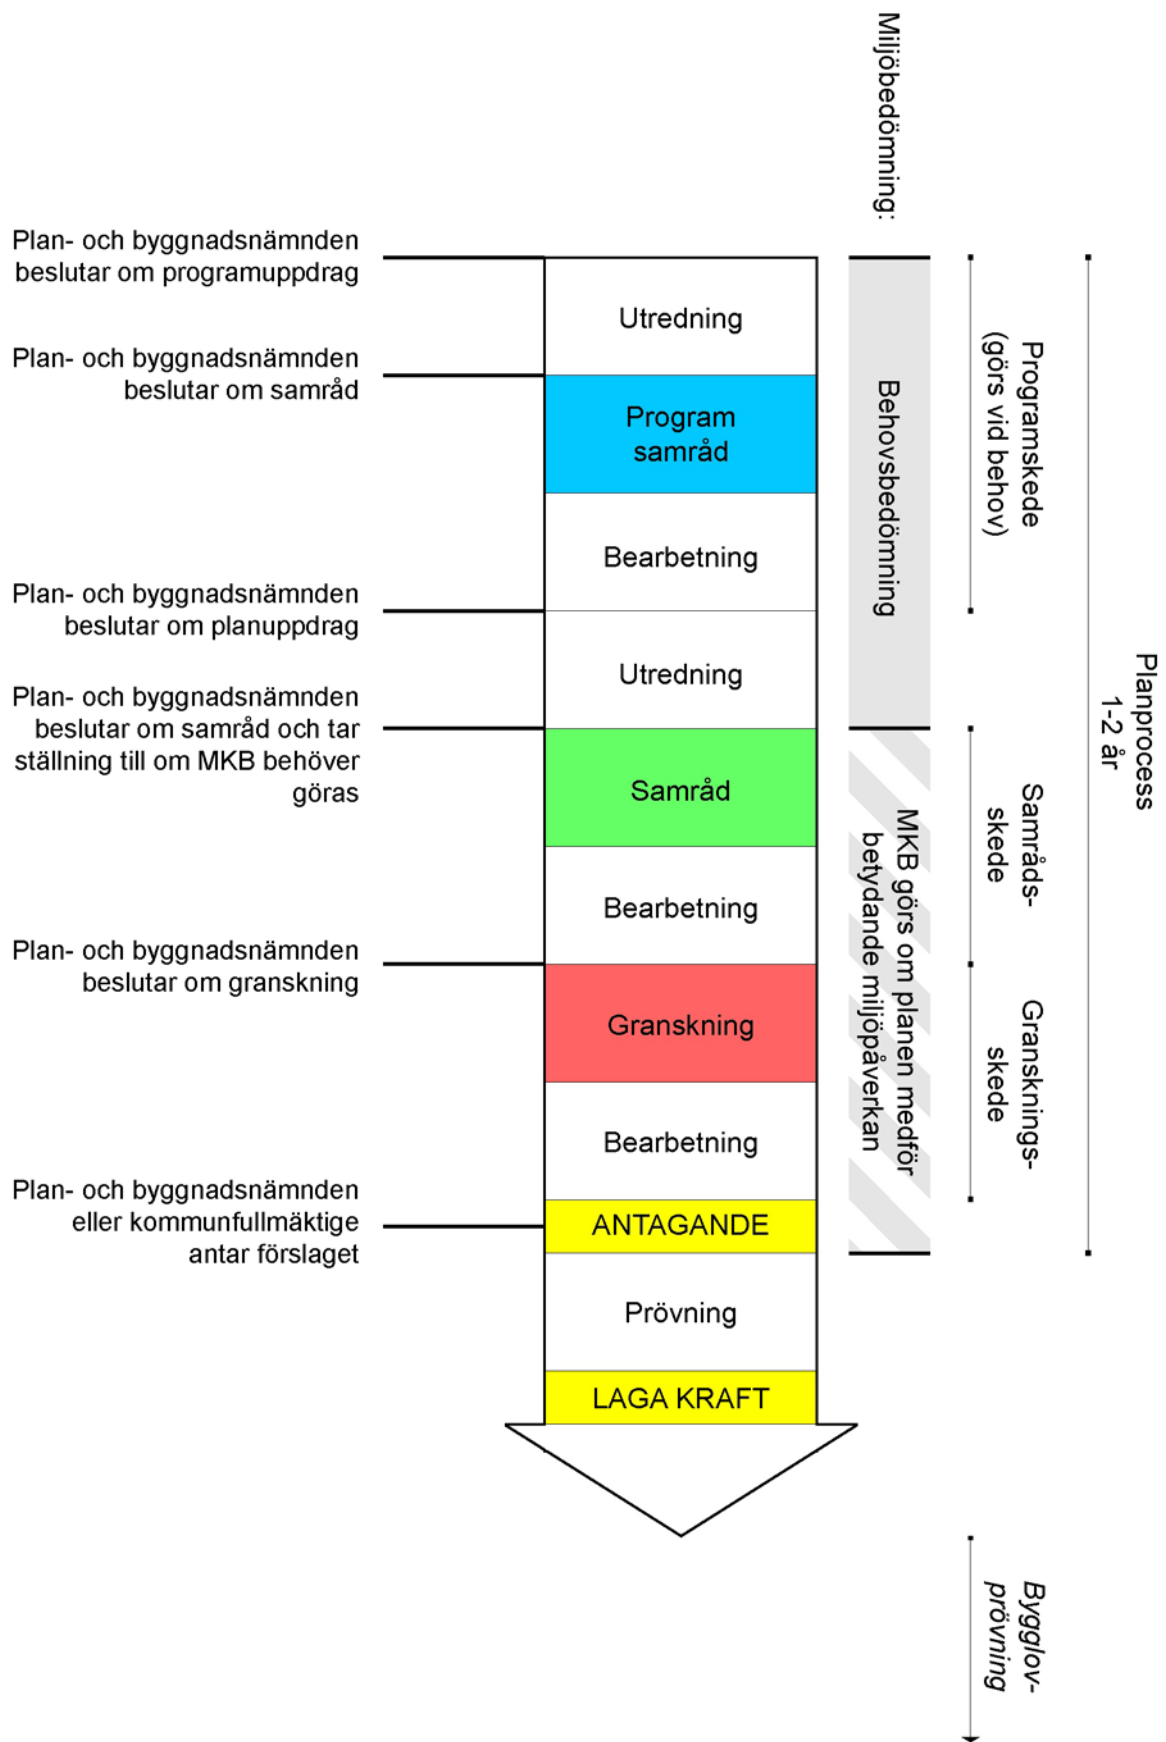 Miljöbedömning:
Plan- och byggnadsnämnden
beslutar om programuppdrag
Plan- och byggnadsnämnden
beslutar om samråd
Plan- och byggnadsnämnden
beslutar om planuppdrag
Plan- och byggnadsnämnden
beslutar om samråd och tar
ställning till om MKB behöver
göras
Plan- och byggnadsnämnden
beslutar om granskning
Plan- och byggnadsnämnden
eller kommunfullmäktige
antar förslaget
Utredning
Program
samråd
Bearbetning
Utredning
Samråd
Bearbetning
Granskning
Bearbetning
ANTAGANDE
Prövning
LAGA KRAFT
Behovsbedömning
MKB görs om planen medför
betydande miljöpåverkan
Programskede
(görs vid behov)
Samråds-
skede
Gransknings-
skede
Bygglov-
prövning
Planprocess
1-2 år